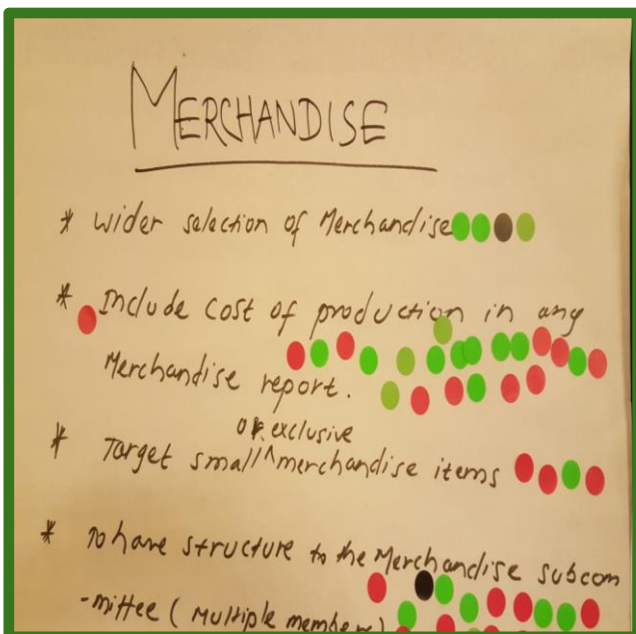 MERCHANDISE
* Wider selection of Merchandise
* Include cost of production in any
Merchandise report.
or exclusive
* Target small ^ merchandise items
* To have structure to the Merchandise subcom
-mittee ( Multiple members)